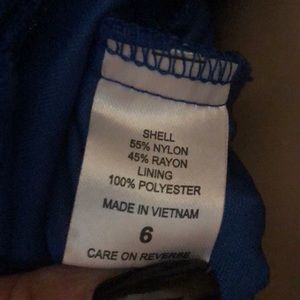 SHELL
55% NYLON
45% RAYON
LINING
100% POLYESTER
MADE IN VIETNAM
6
CARE ON REVERSE